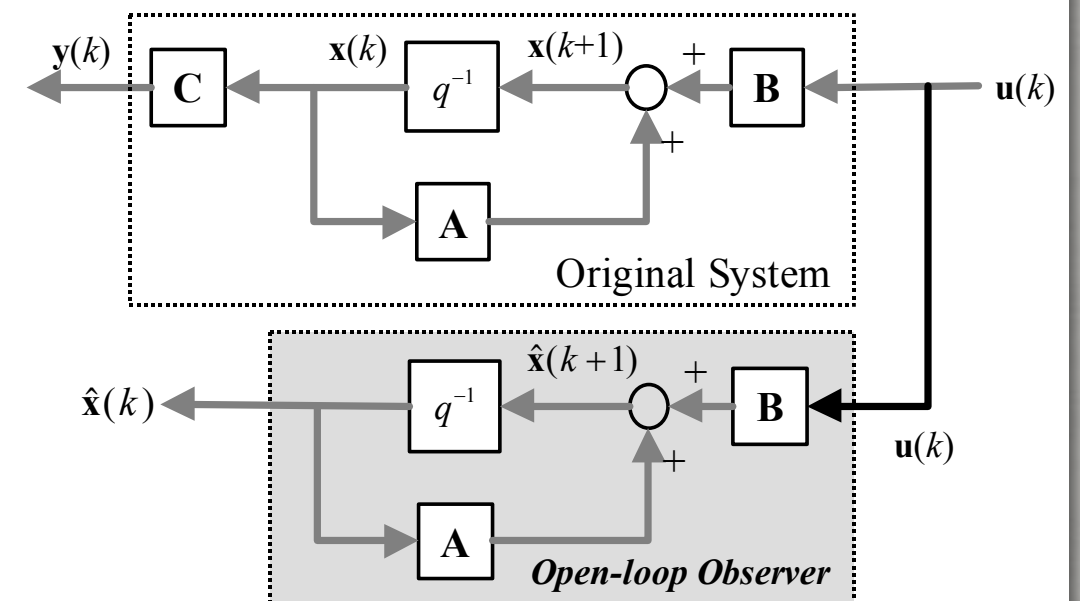 y(k)
C
x(k)
q⁻¹
x(k+1)
+
B
u(k)
+
A
Original System
x̂(k)
q⁻¹
x̂(k+1)
+
B
u(k)
+
A
Open-loop Observer